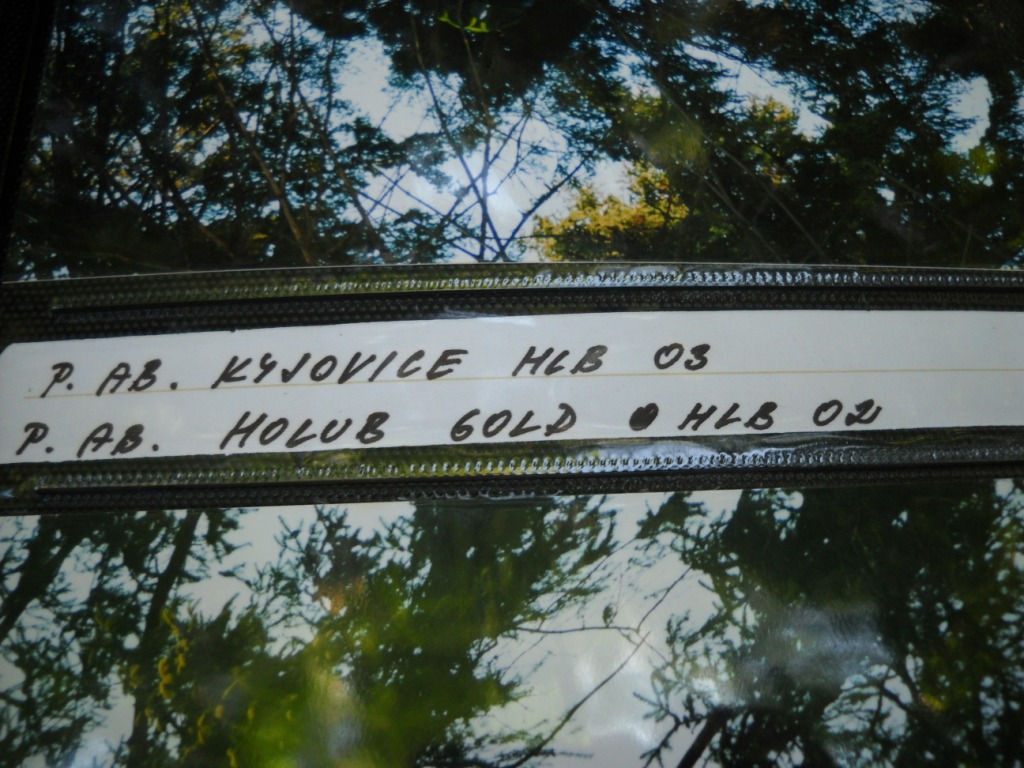 P. AB. KYJOVICE HLB 03
P. AB. HOLUB GOLD HLB 02